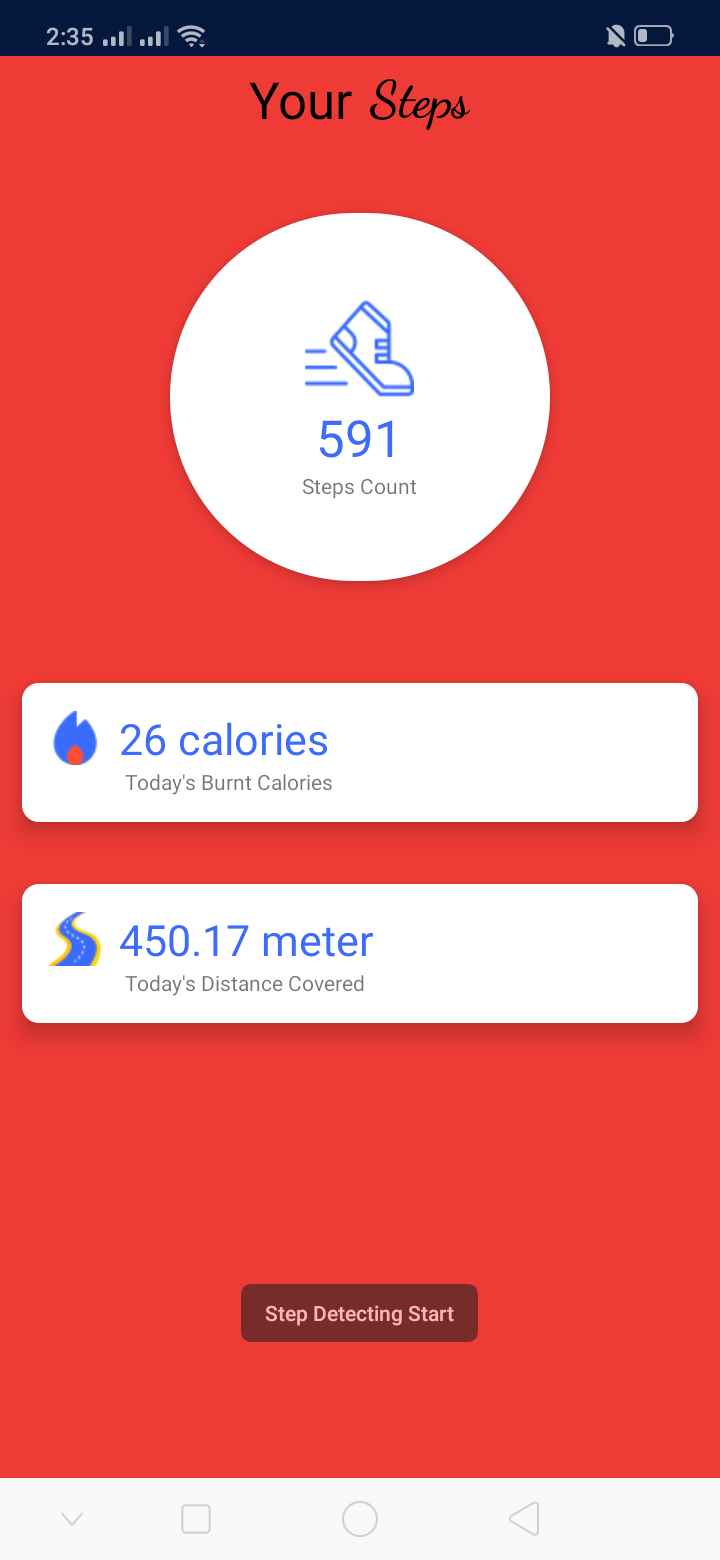 2:35
Your Steps
591
Steps Count
26 calories
Today's Burnt Calories
450.17 meter
Today's Distance Covered
Step Detecting Start